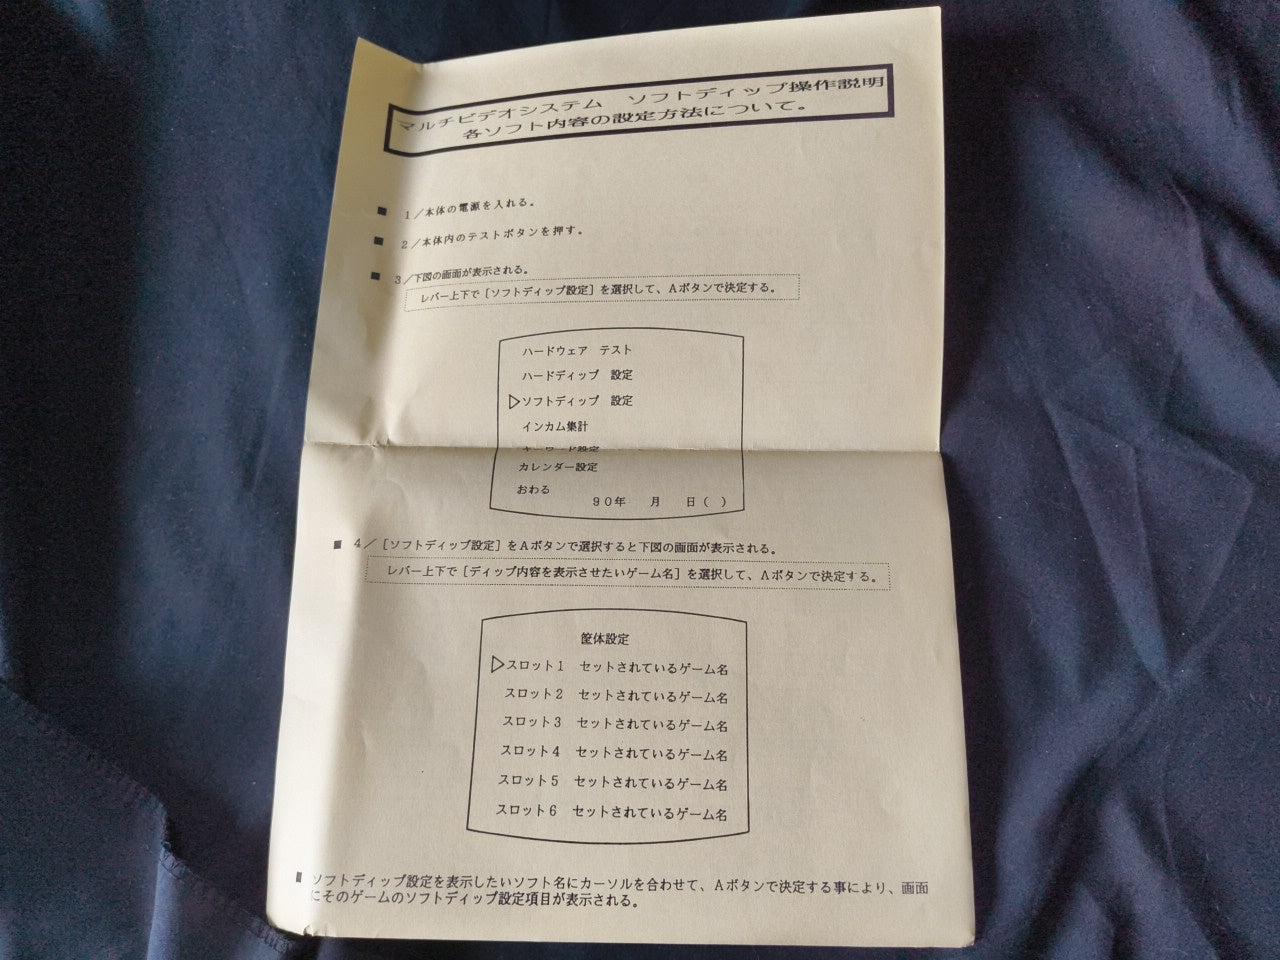 マルチビデオシステム　ソフトディップ操作説明
各ソフト内容の設定方法について。
■　１／本体の電源を入れる。
■　２／本体内のテストボタンを押す。
■　３／下図の画面が表示される。
レバー上下で［ソフトディップ設定］を選択して、Ａボタンで決定する。
ハードウェア　テスト
ハードディップ　設定
▷ソフトディップ　設定
インカム集計
キーワード設定
カレンダー設定
おわる
９０年　　月　　日（　）
■　４／［ソフトディップ設定］をＡボタンで選択すると下図の画面が表示される。
レバー上下で［ディップ内容を表示させたいゲーム名］を選択して、Ａボタンで決定する。
筐体設定
▷スロット１　セットされているゲーム名
スロット２　セットされているゲーム名
スロット３　セットされているゲーム名
スロット４　セットされているゲーム名
スロット５　セットされているゲーム名
スロット６　セットされているゲーム名
■　ソフトディップ設定を表示したいソフト名にカーソルを合わせて、Ａボタンで決定する事により、画面
にそのゲームのソフトディップ設定項目が表示される。